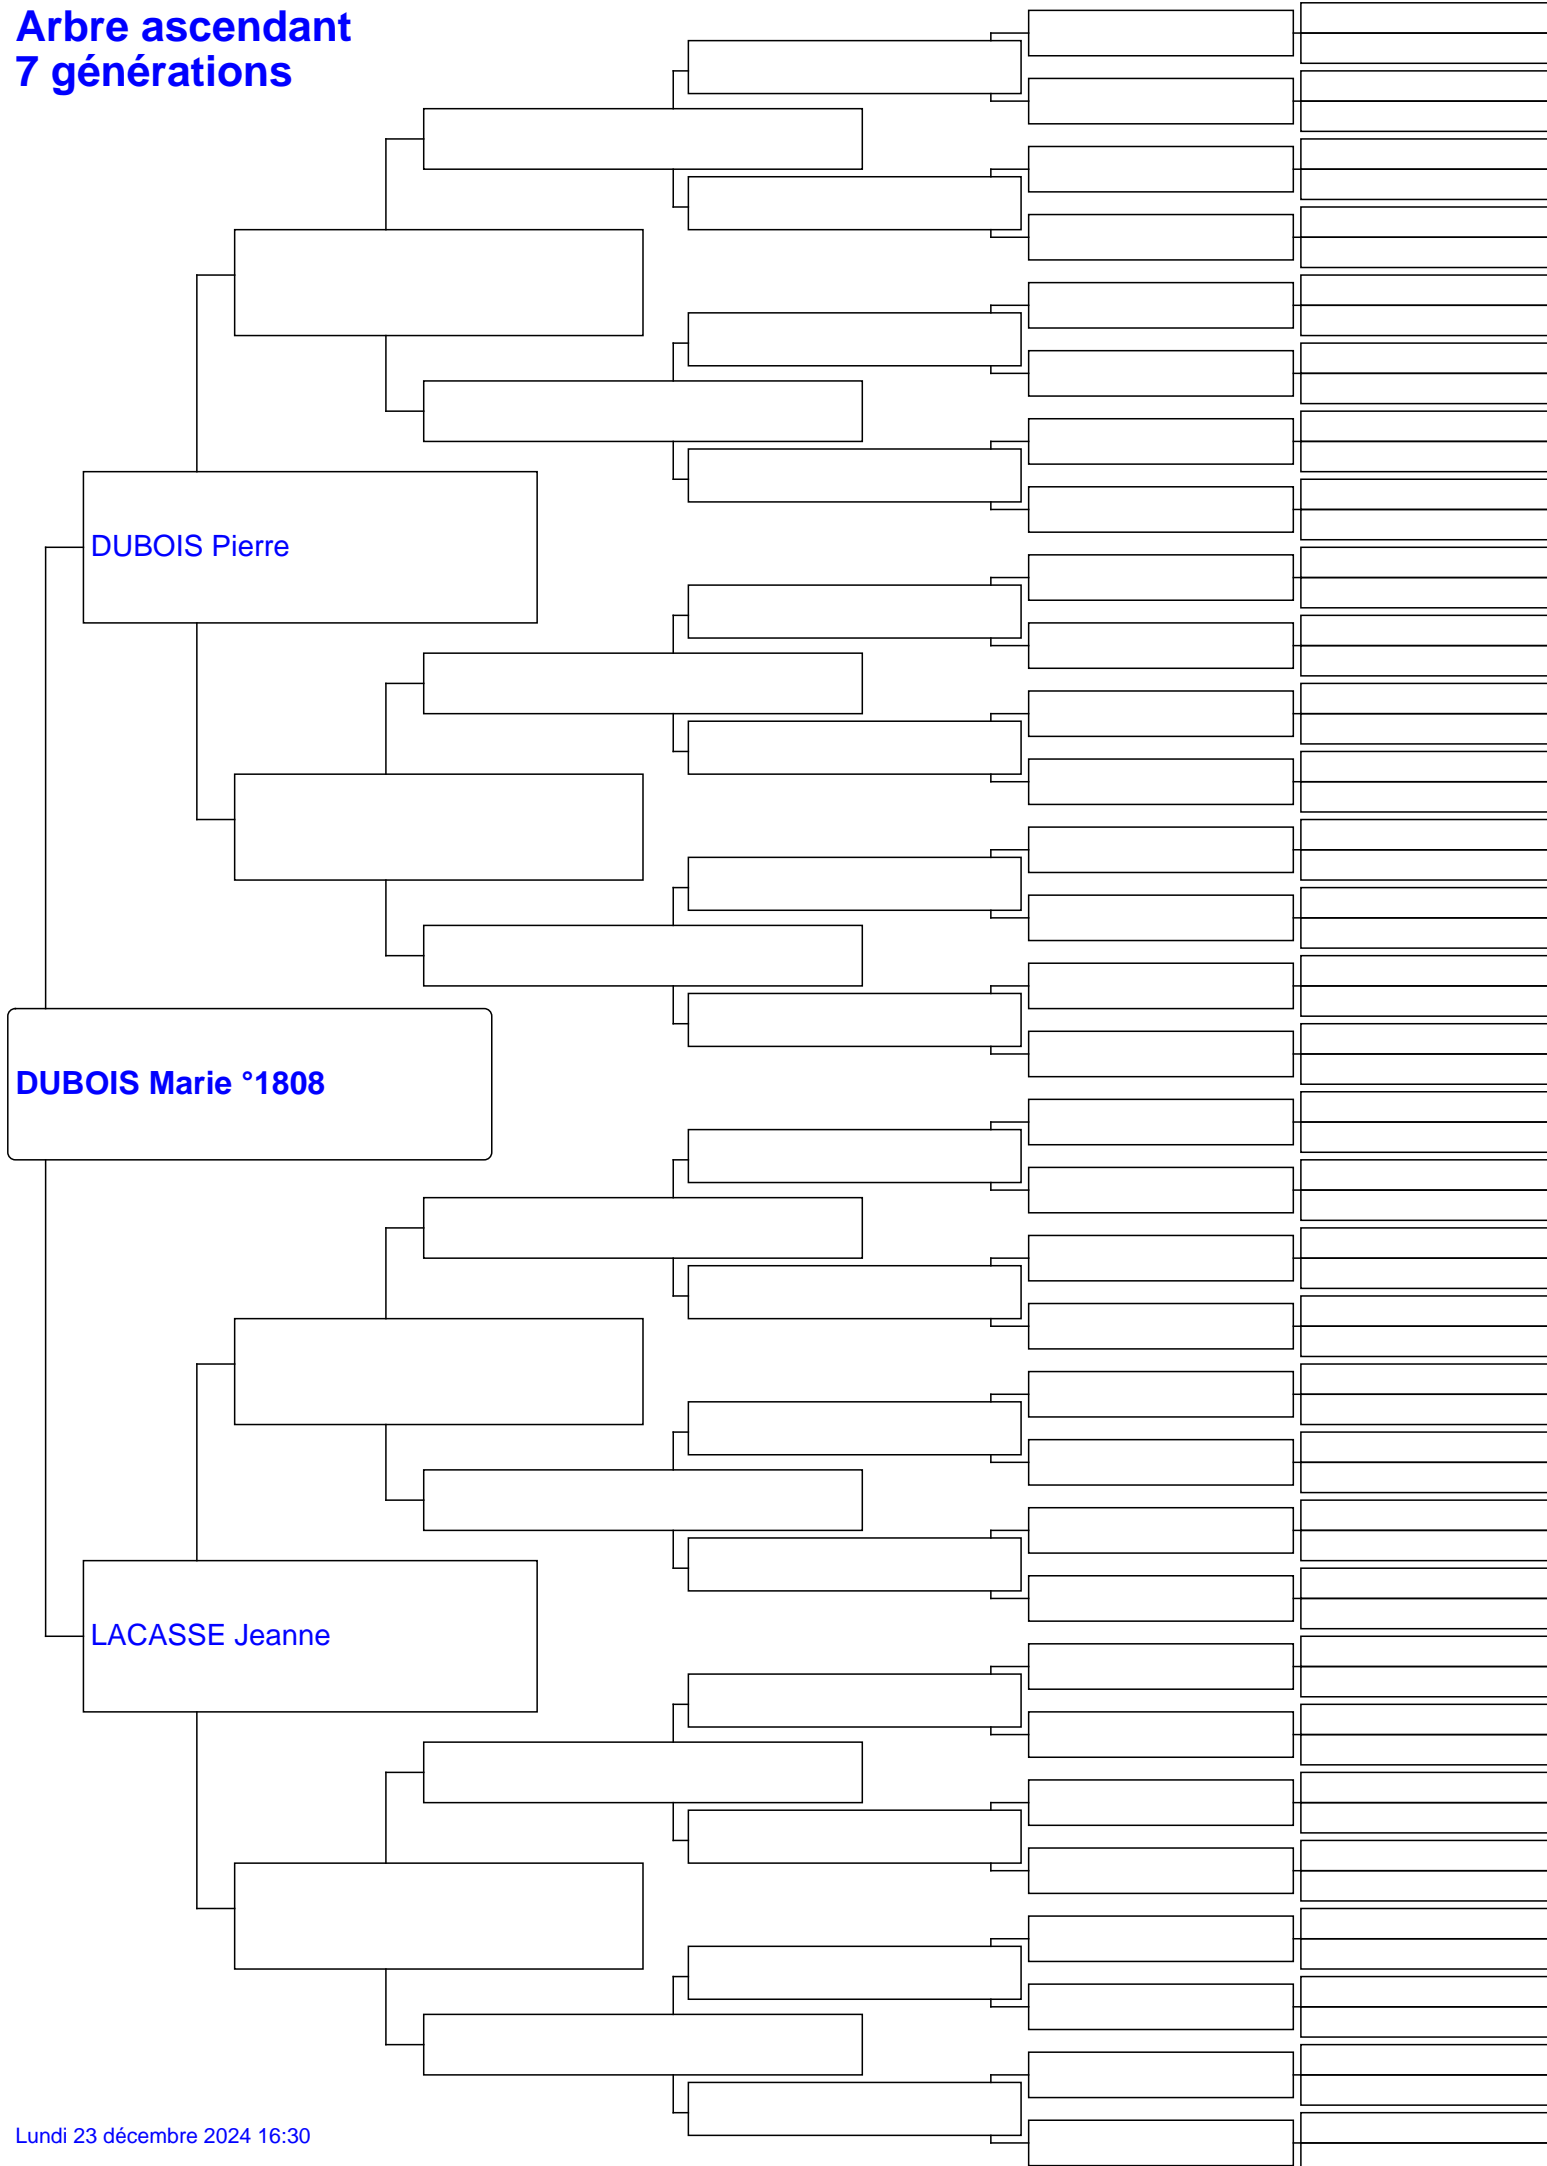 Arbre ascendant
7 générations
DUBOIS Pierre
DUBOIS Marie °1808
LACASSE Jeanne
Lundi 23 décembre 2024 16:30